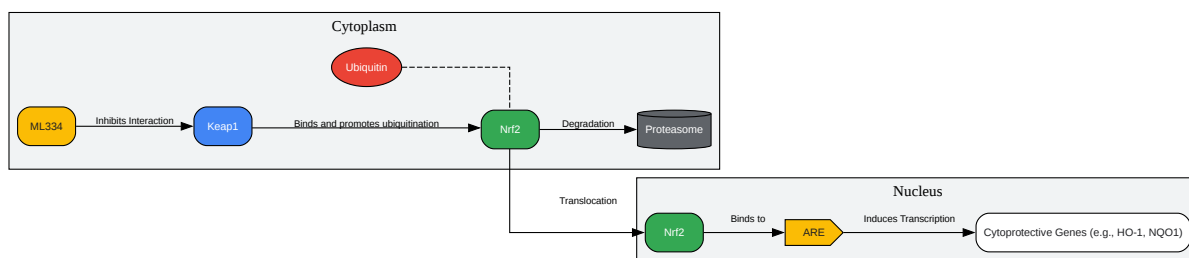 Cytoplasm
Ubiquitin
ML334
Inhibits Interaction
Keap1
Binds and promotes ubiquitination
Nrf2
Degradation
Proteasome
Translocation
Nucleus
Nrf2
Binds to
ARE
Induces Transcription
Cytoprotective Genes (e.g., HO-1, NQO1)